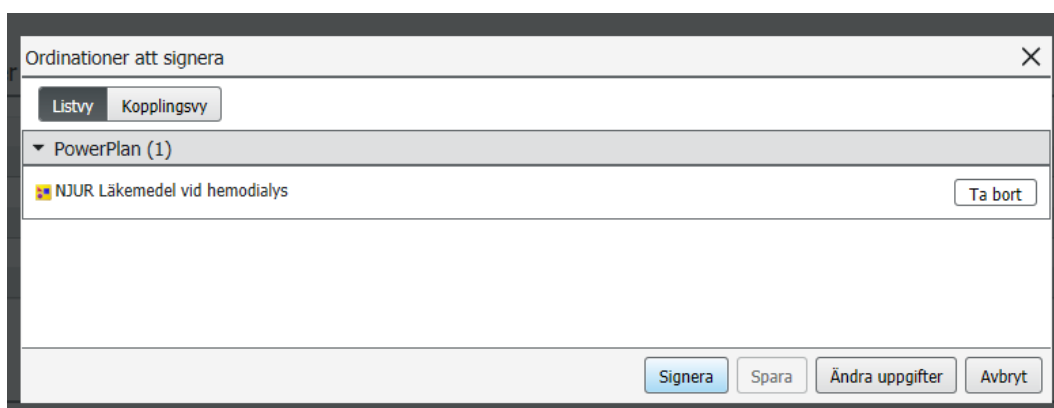 Ordinationer att signera
Listvy Kopplingsvy
PowerPlan (1)
NJUR Läkemedel vid hemodialys Ta bort
Signera Spara Ändra uppgifter Avbryt